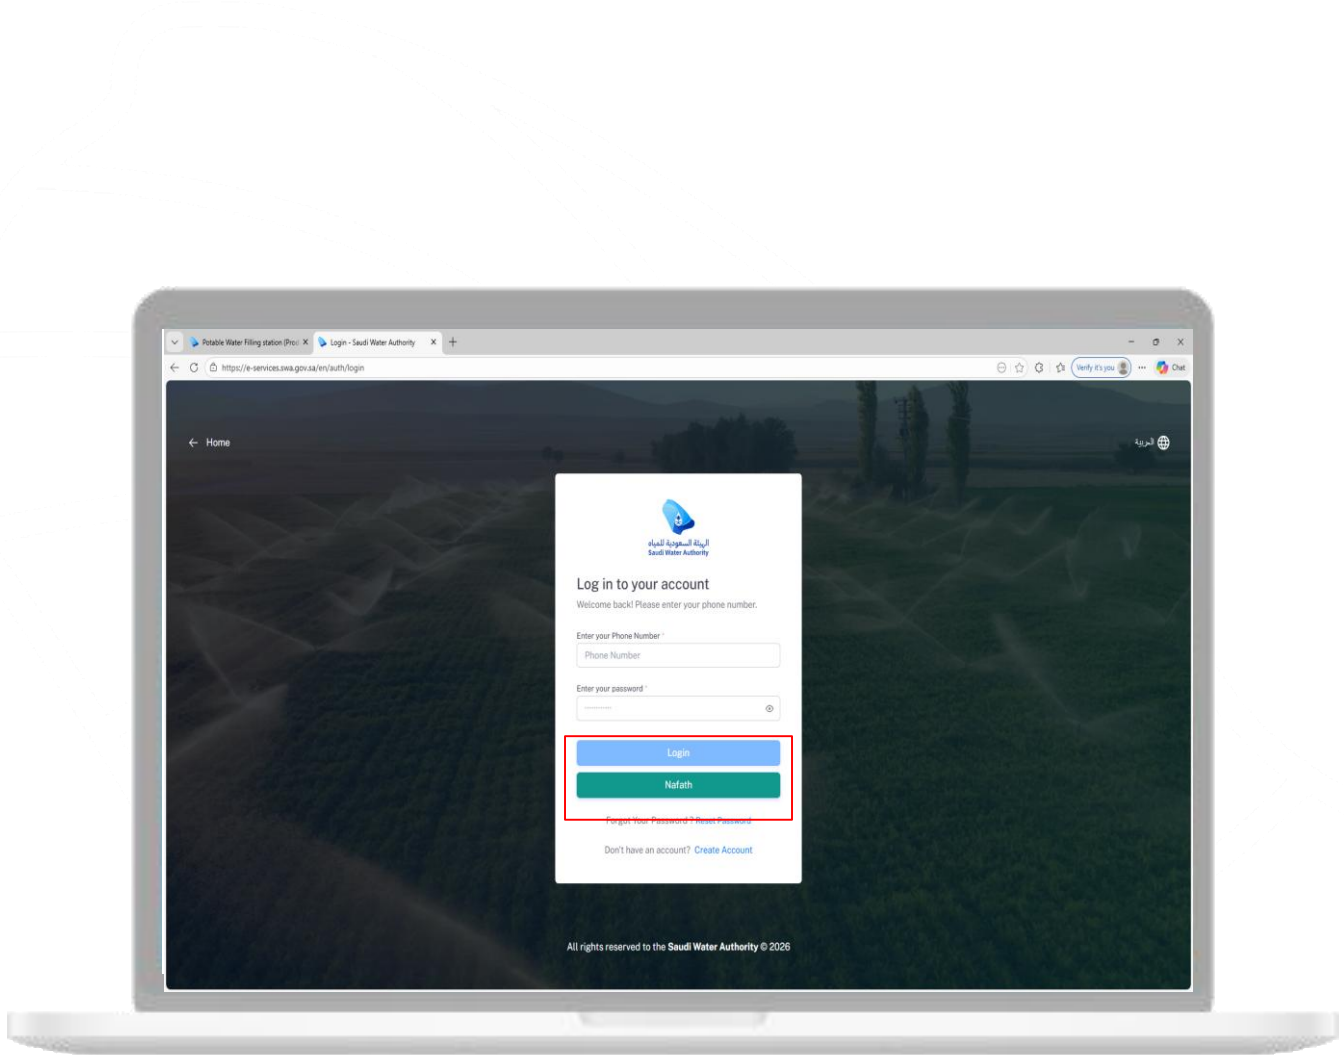 Potable Water Filling station (Prod
Login - Saudi Water Authority
https://e-services.swa.gov.sa/en/auth/login
Verify it's you
Chat
Home
العربية
الهيئة السعودية للمياه
Saudi Water Authority
Log in to your account
Welcome back! Please enter your phone number.
Enter your Phone Number *
Phone Number
Enter your password *
Login
Nafath
Forgot Your Password ? Reset Password
Don't have an account? Create Account
All rights reserved to the Saudi Water Authority © 2026